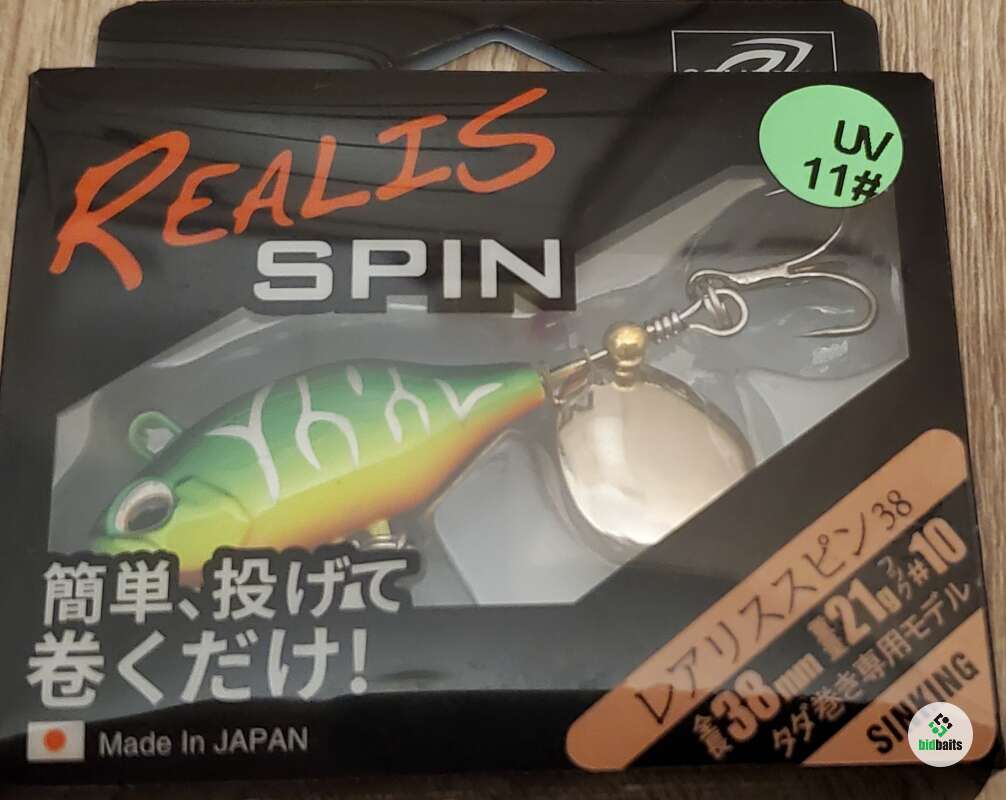 UV
11#
REALIS
SPIN
簡単、投げて
巻くだけ!
Made In JAPAN
レアリススピン 38
全長38mm 重量21g フック#10
タダ巻き専用モデル
SINKING
bidbaits